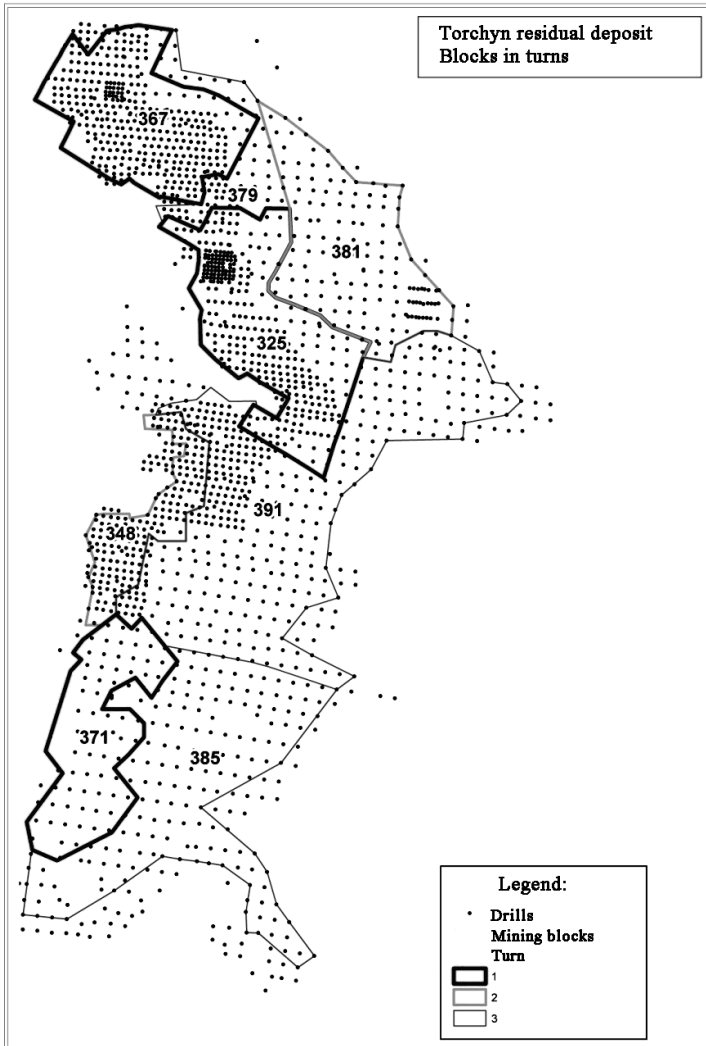 Torchyn residual deposit
Blocks in turns
367
379
381
325
391
348
371
385
Legend:
Drills
Mining blocks
Turn
1
2
3